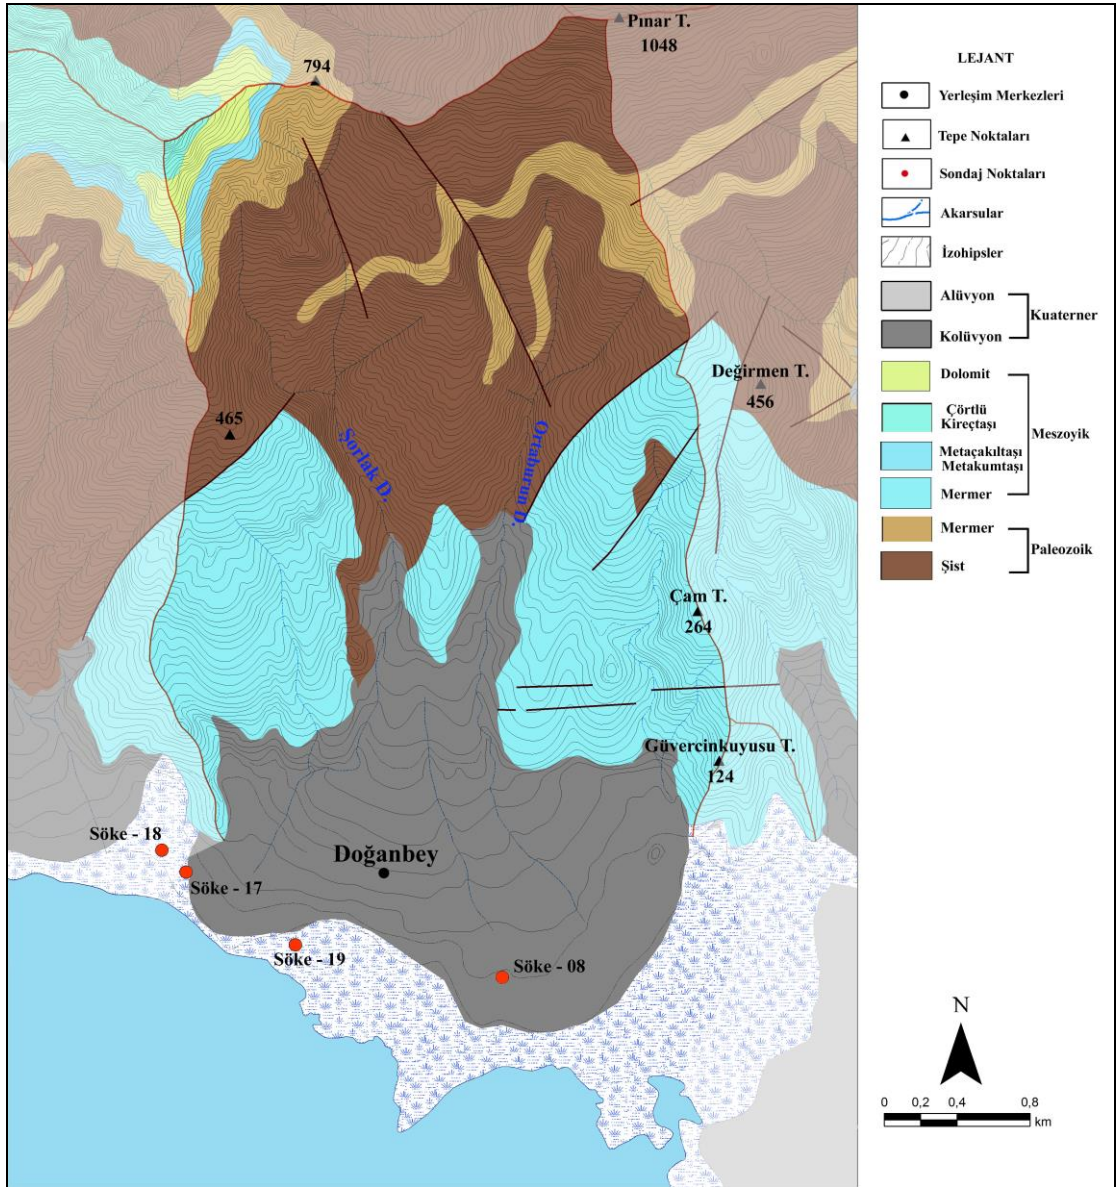 Pınar T.
1048
794
Değirmen T.
456
465
Şorlak D.
Ortaburun D.
Çam T.
264
Güvercinkuyusu T.
124
Söke - 18
Söke - 17
Doğanbey
Söke - 19
Söke - 08
LEJANT
Yerleşim Merkezleri
Tepe Noktaları
Sondaj Noktaları
Akarsular
İzohipsler
Alüvyon
Kuaterner
Kolüvyon
Dolomit
Çörtlü
Kireçtaşı
Meszoyik
Metaçakıltaşı
Metakumtaşı
Mermer
Mermer
Paleozoik
Şist
N
0 0,2 0,4 0,8
km